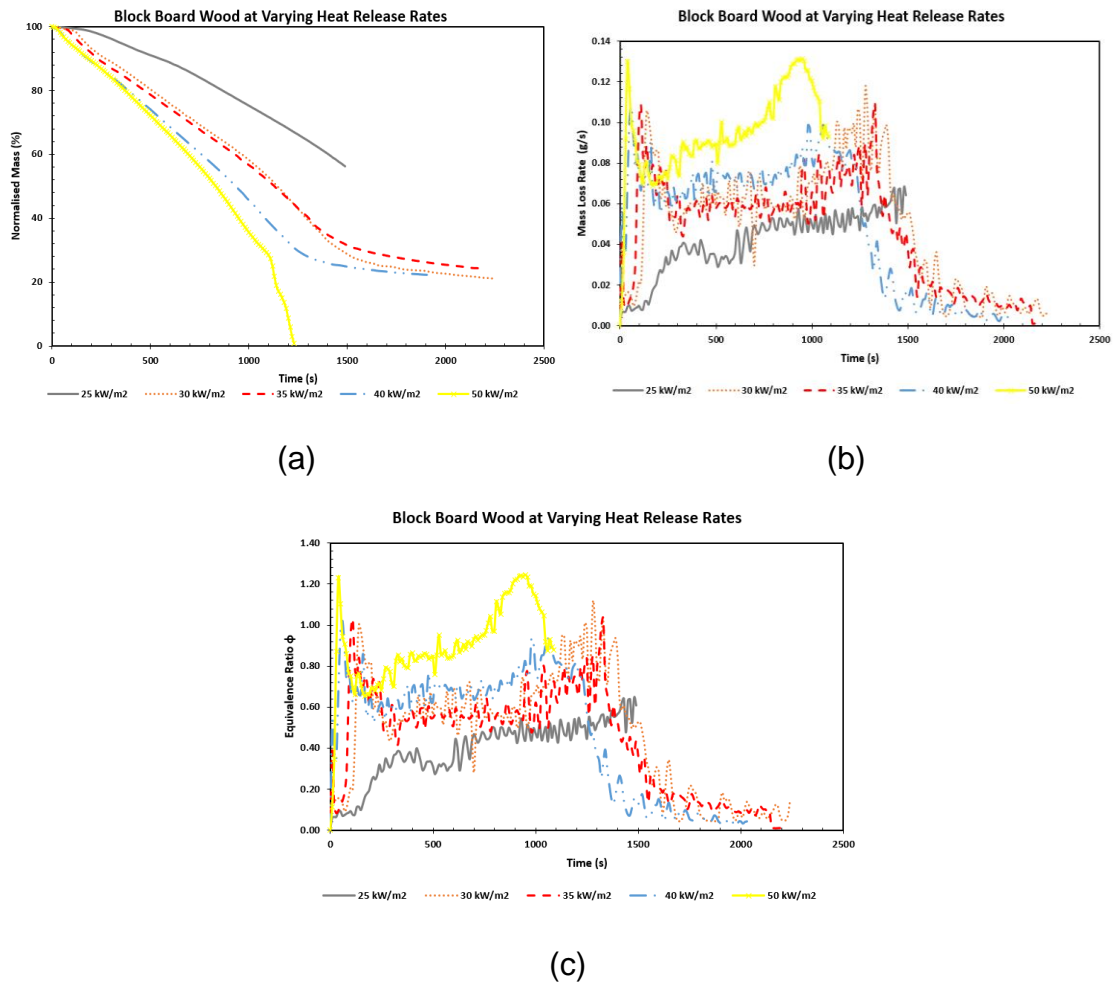 Block Board Wood at Varying Heat Release Rates
Normalised Mass (%)
100
80
60
40
20
0
0 500 1000 1500 2000 2500
Time (s)
25 kW/m2 30 kW/m2 35 kW/m2 40 kW/m2 50 kW/m2
(a)
Block Board Wood at Varying Heat Release Rates
Mass Loss Rate (g/s)
0.14
0.12
0.10
0.08
0.06
0.04
0.02
0.00
0 500 1000 1500 2000 2500
Time (s)
25 kW/m2 30 kW/m2 35 kW/m2 40 kW/m2 50 kW/m2
(b)
Block Board Wood at Varying Heat Release Rates
Equivalence Ratio ф
1.40
1.20
1.00
0.80
0.60
0.40
0.20
0.00
0 500 1000 1500 2000 2500
Time (s)
25 kW/m2 30 kW/m2 35 kW/m2 40 kW/m2 50 kW/m2
(c)